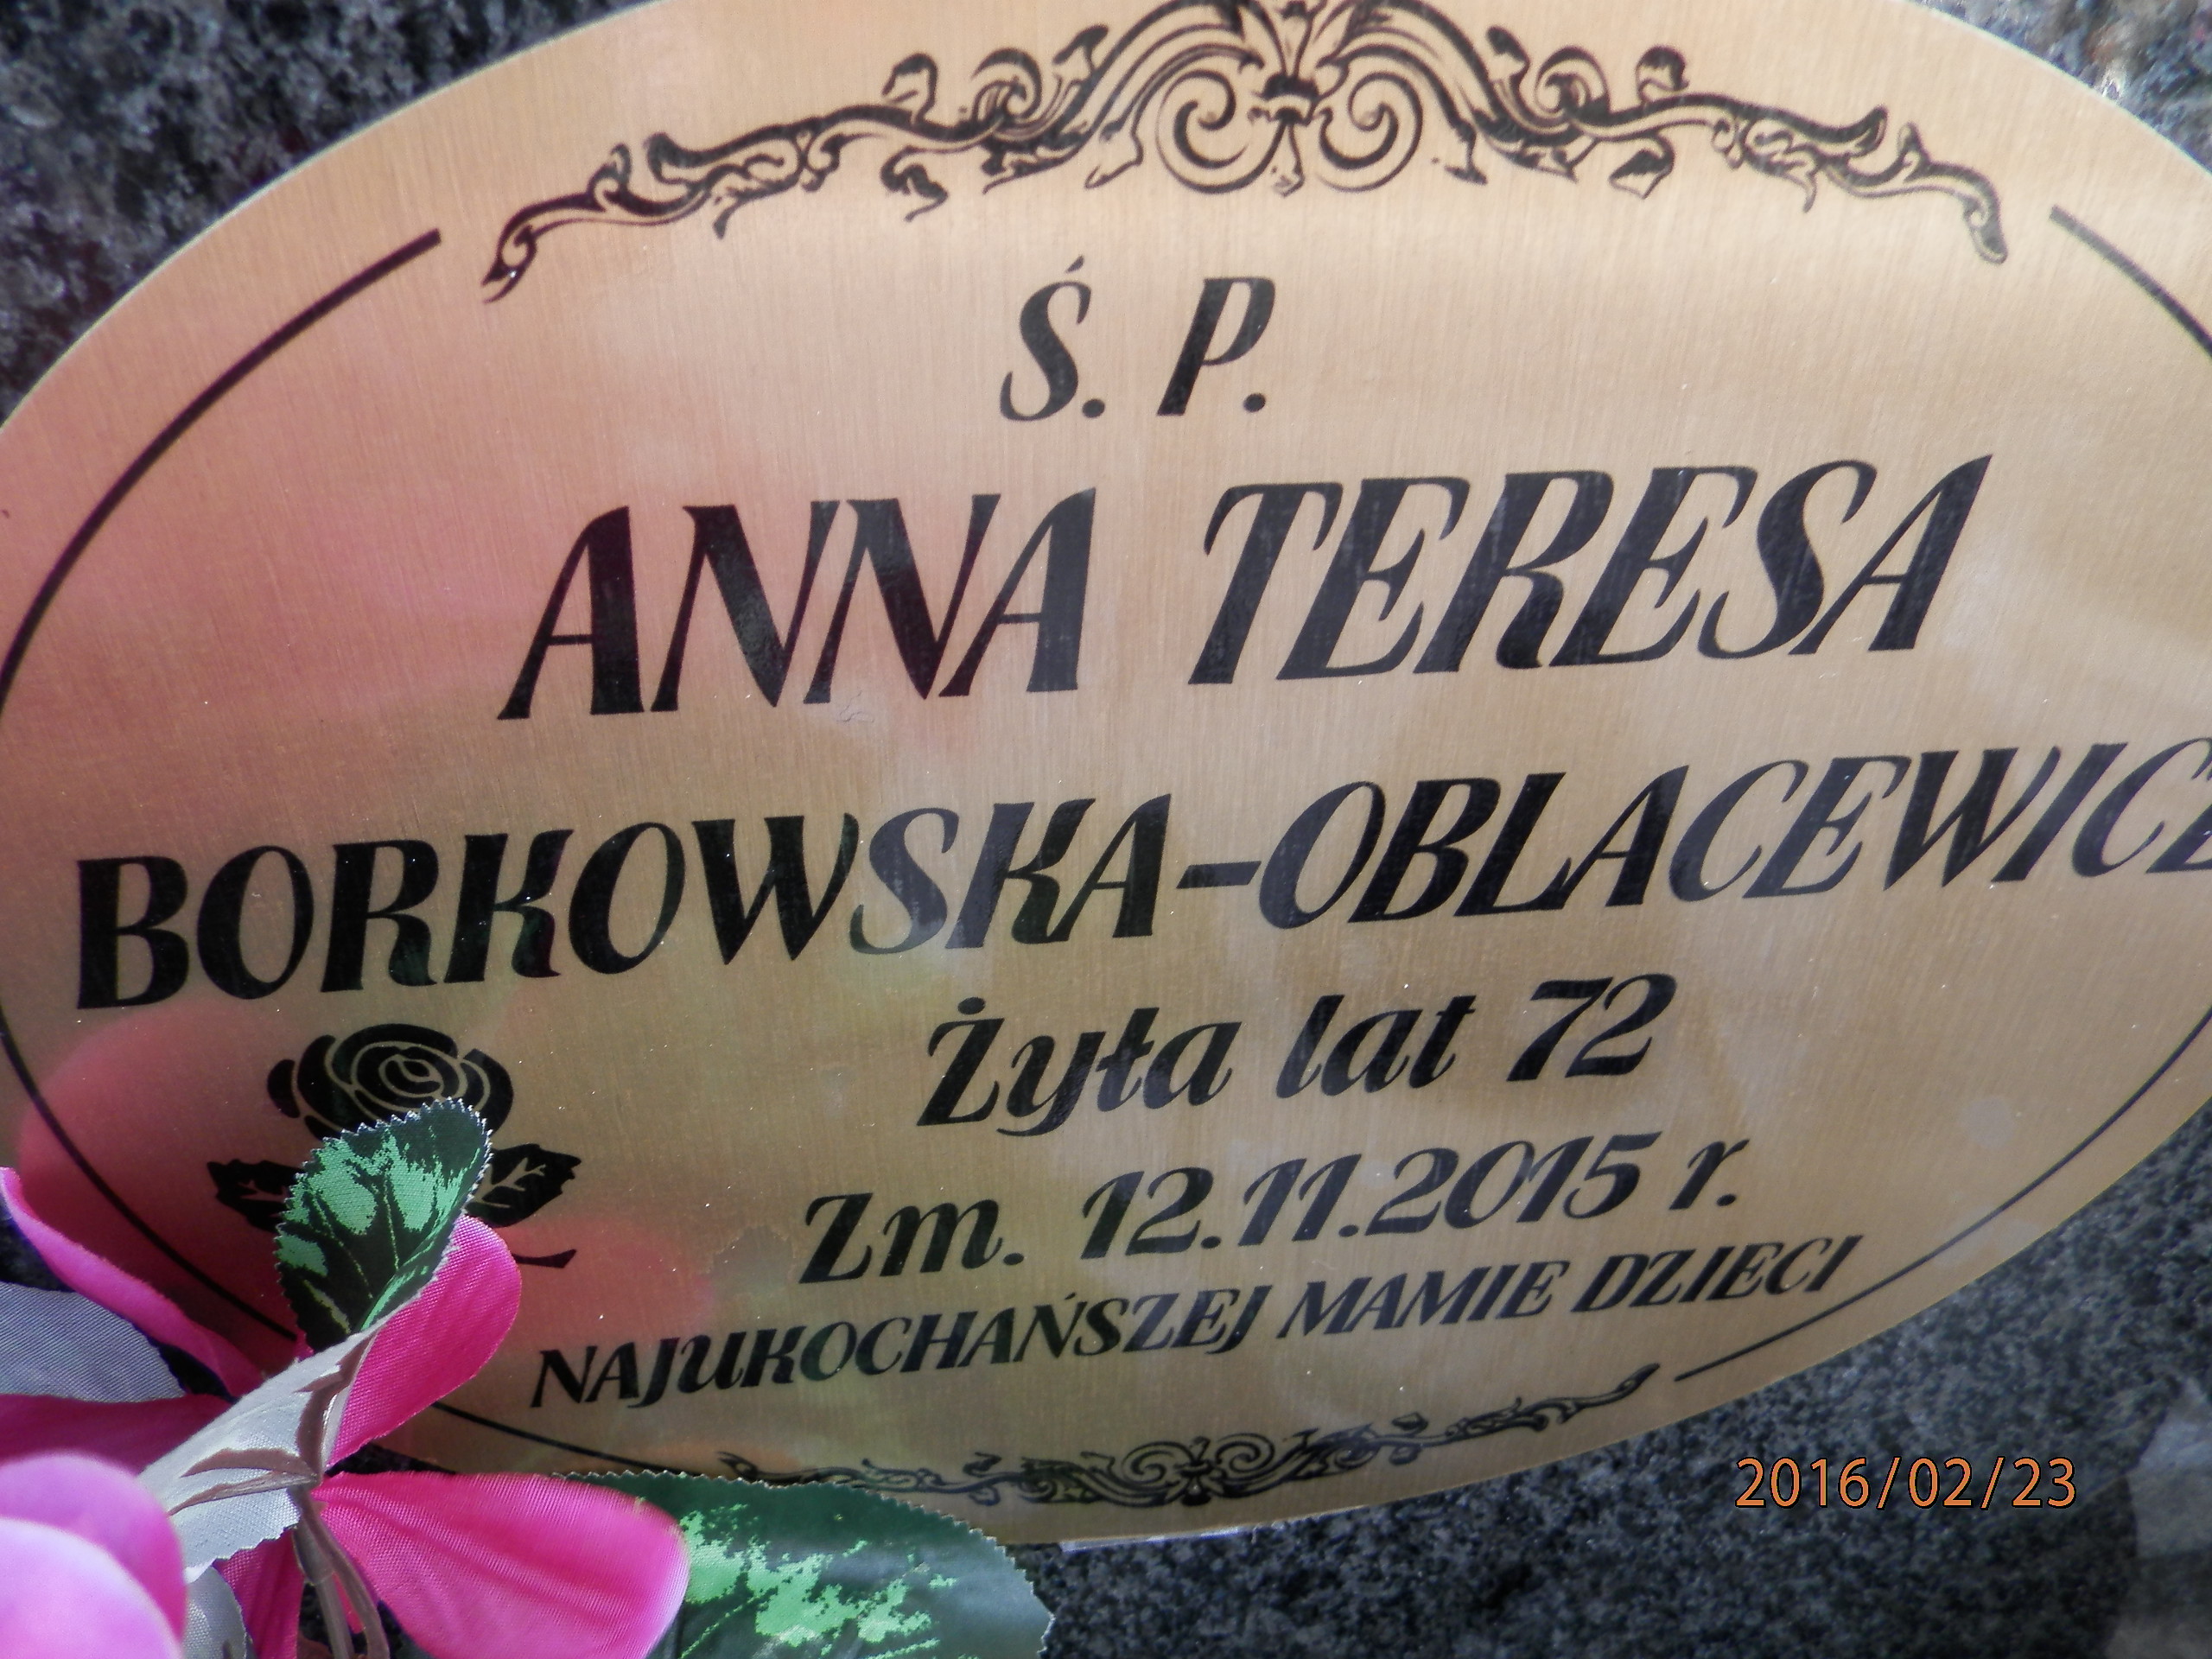 Ś. P.
ANNA TERESA
BORKOWSKA-OBLACEWICZ
Żyła lat 72
Zm. 12.11.2015 r.
NAJUKOCHAŃSZEJ MAMIE DZIECI
2016/02/23